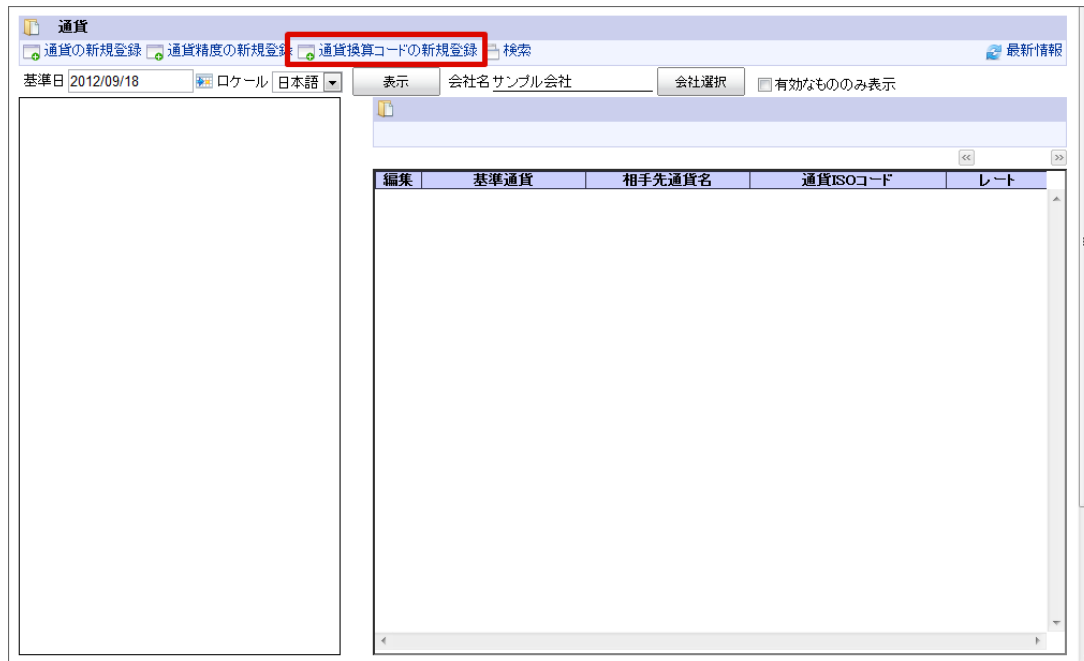 通貨
通貨の新規登録 通貨精度の新規登録 通貨換算コードの新規登録 検索 最新情報
基準日 2012/09/18 ロケール 日本語 表示 会社名 サンプル会社 会社選択 有効なもののみ表示
<< >>
編集 基準通貨 相手先通貨名 通貨ISOコード レート